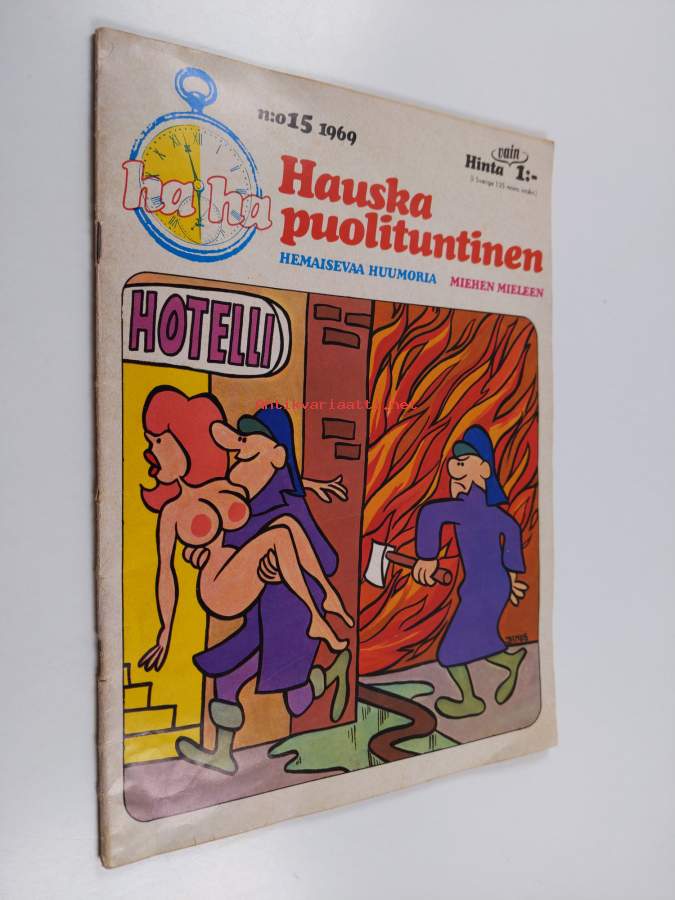 n:o 15 1969
vain
Hinta 1:-
ha ha
Hauska
puolituntinen
HEMAISEVAA HUUMORIA MIEHEN MIELEEN
HOTELLI
antikvariaatti.net